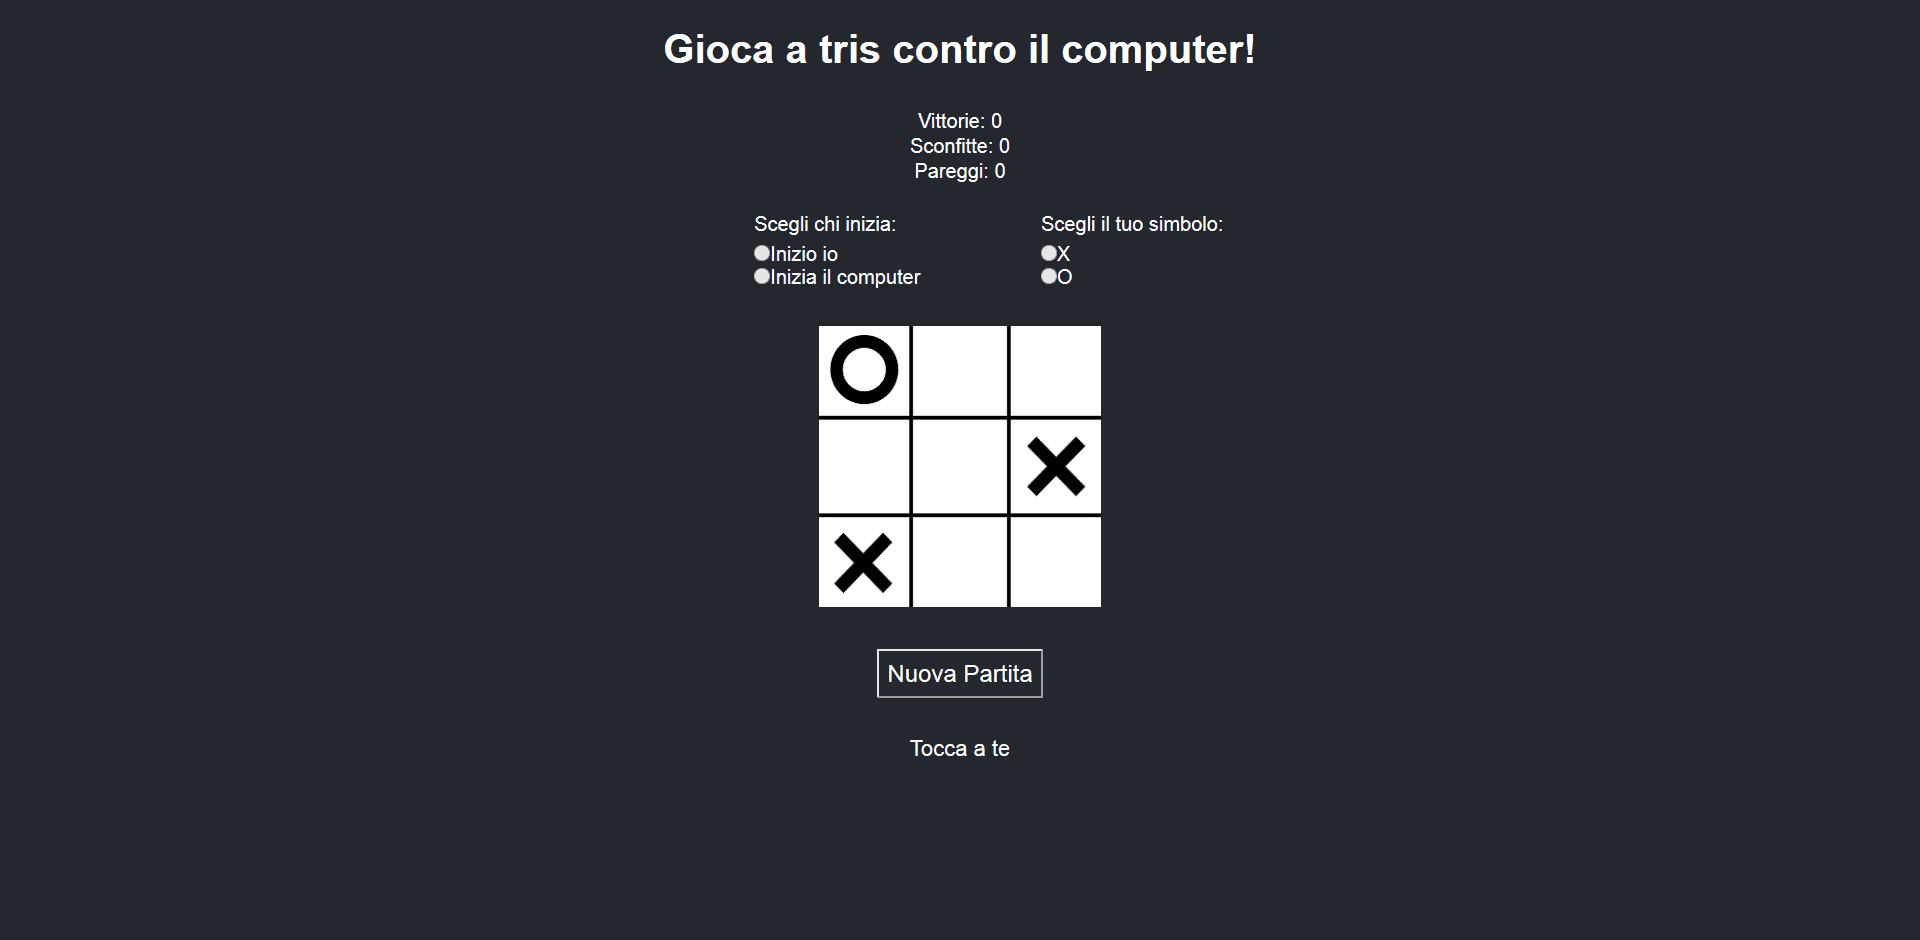 Gioca a tris contro il computer!
Vittorie: 0
Sconfitte: 0
Pareggi: 0
Scegli chi inizia:
Inizio io
Inizia il computer
Scegli il tuo simbolo:
X
O
Nuova Partita
Tocca a te